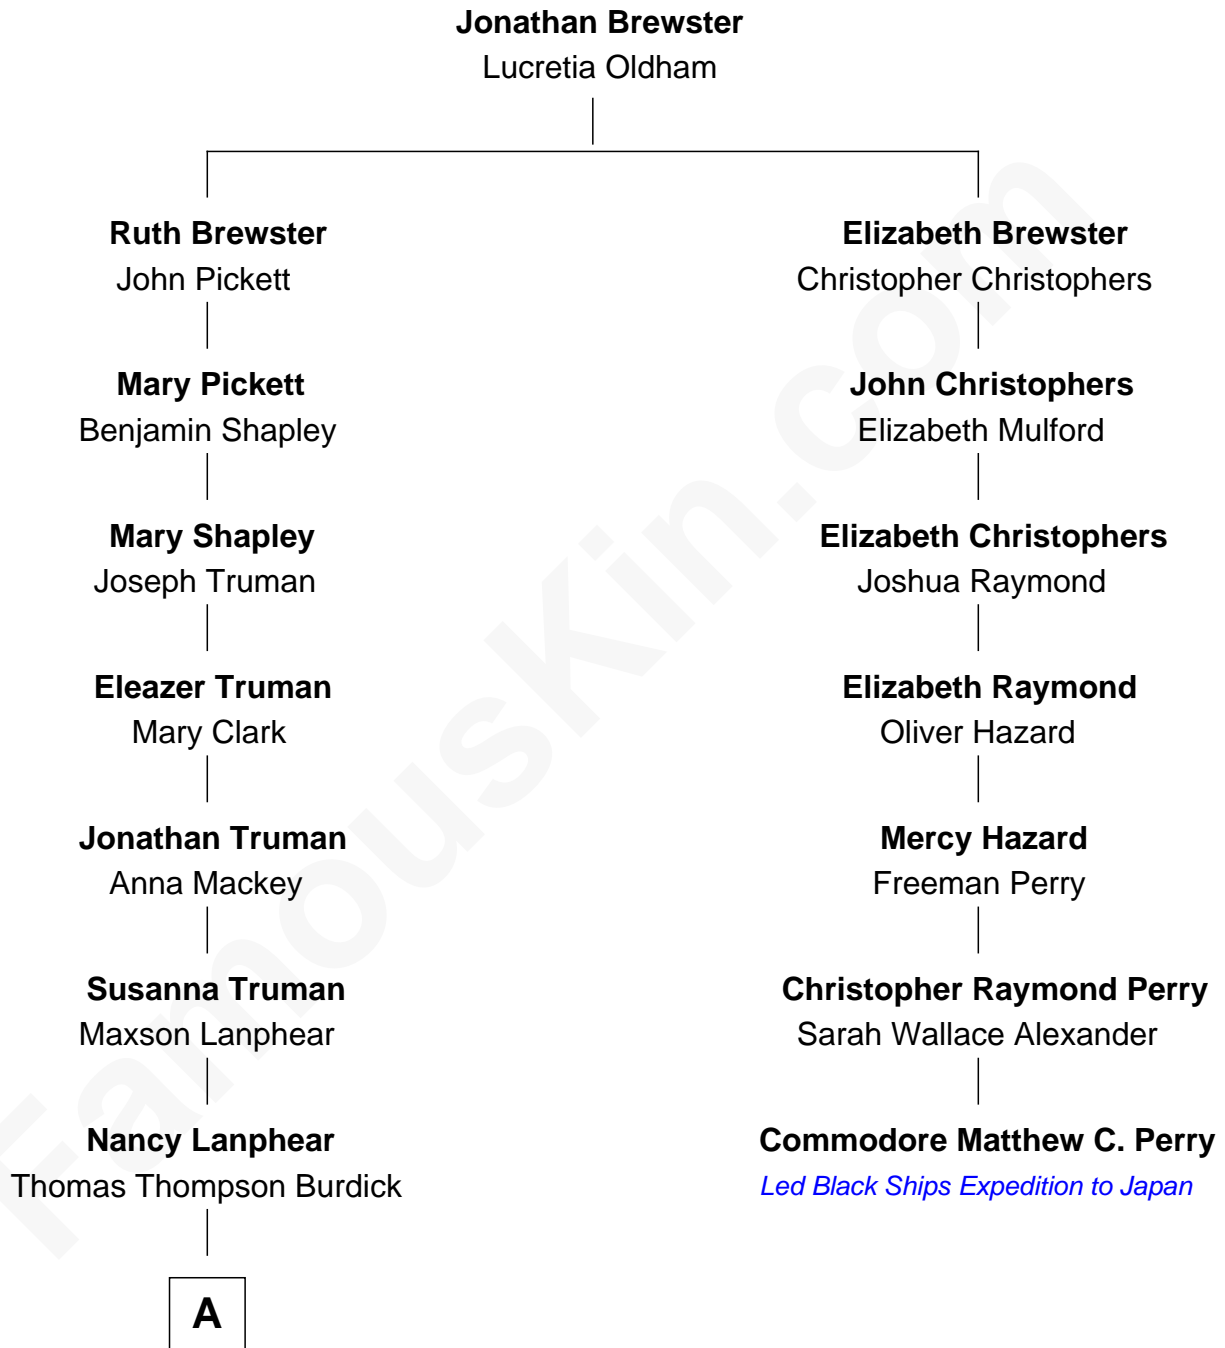 Jonathan Brewster
Lucretia Oldham
Ruth Brewster
John Pickett
Elizabeth Brewster
Christopher Christophers
Mary Pickett
Benjamin Shapley
John Christophers
Elizabeth Mulford
Mary Shapley
Joseph Truman
Elizabeth Christophers
Joshua Raymond
Eleazer Truman
Mary Clark
Elizabeth Raymond
Oliver Hazard
Jonathan Truman
Anna Mackey
Mercy Hazard
Freeman Perry
Susanna Truman
Maxson Lanphear
Christopher Raymond Perry
Sarah Wallace Alexander
Nancy Lanphear
Thomas Thompson Burdick
Commodore Matthew C. Perry
Led Black Ships Expedition to Japan
A
FamousKin.com